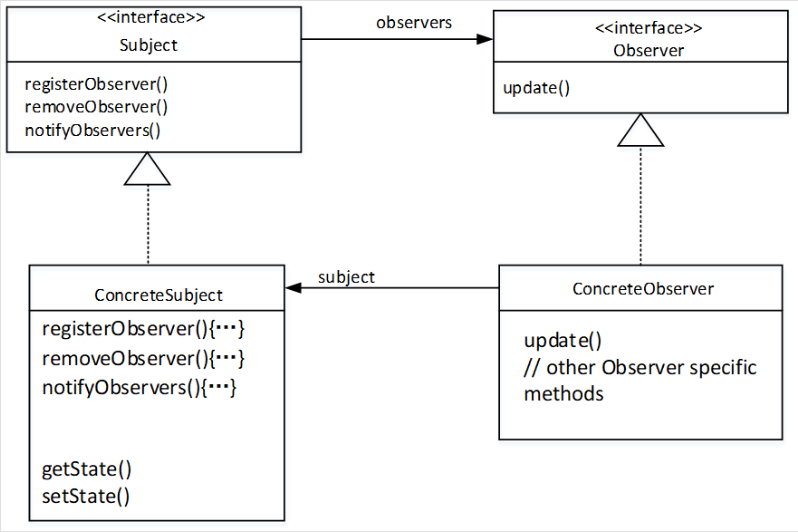 <<interface>>
Subject
registerObserver()
removeObserver()
notifyObservers()
observers
<<interface>>
Observer
update()
ConcreteSubject
registerObserver(){⋯}
removeObserver(){⋯}
notifyObservers(){⋯}
getState()
setState()
subject
ConcreteObserver
update()
// other Observer specific
methods